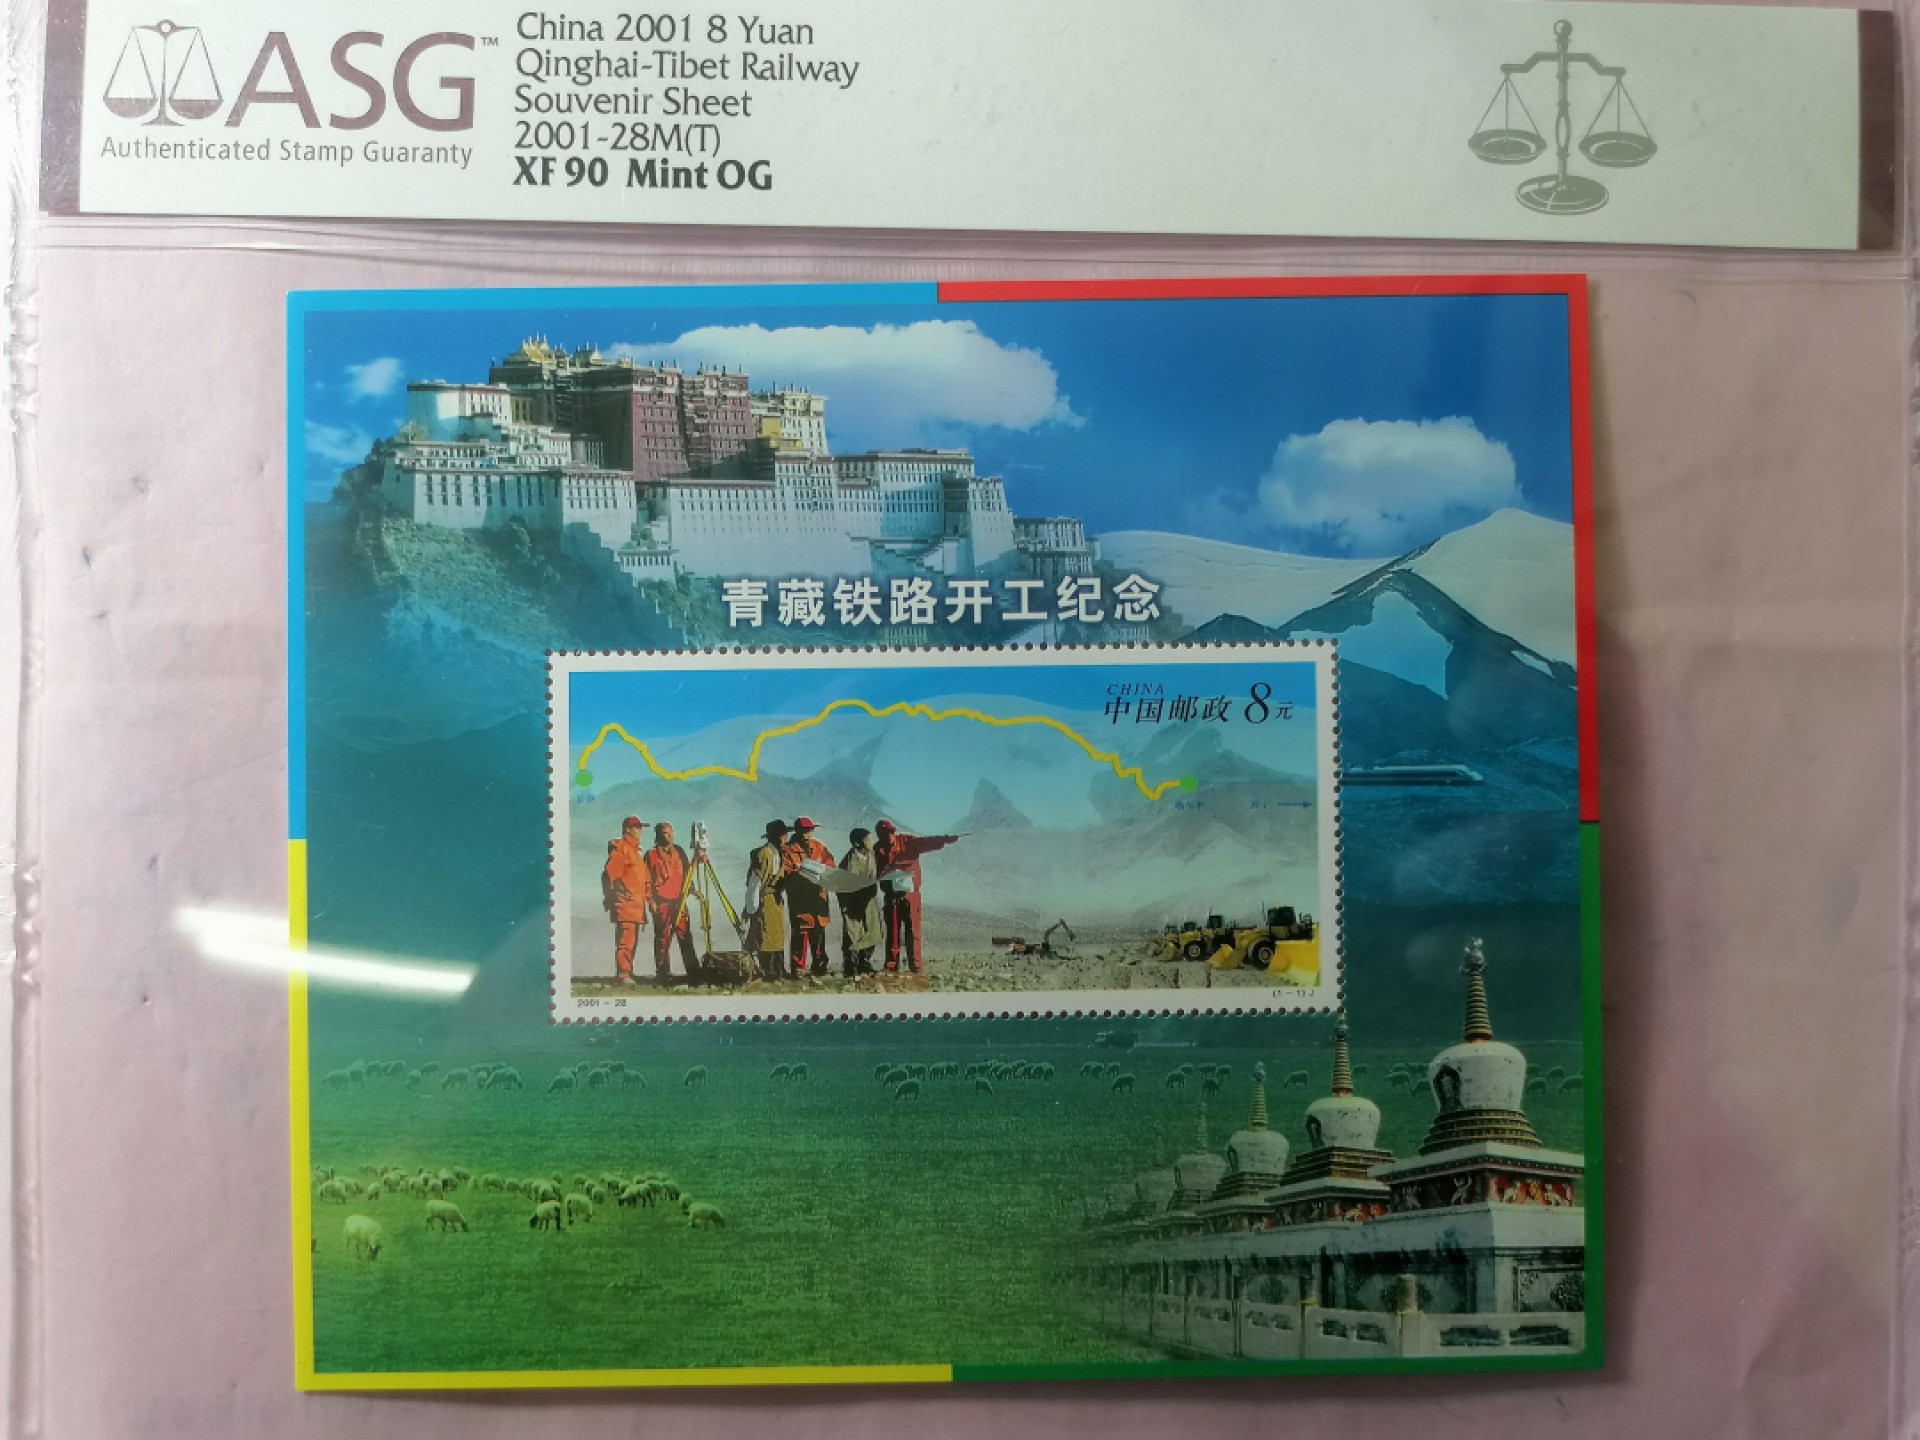 ASG™
Authenticated Stamp Guaranty
China 2001 8 Yuan
Qinghai-Tibet Railway
Souvenir Sheet
2001-28M(T)
XF 90 Mint OG
青藏铁路开工纪念
CHINA
中国邮政 8元
2001-28
(1-1)J